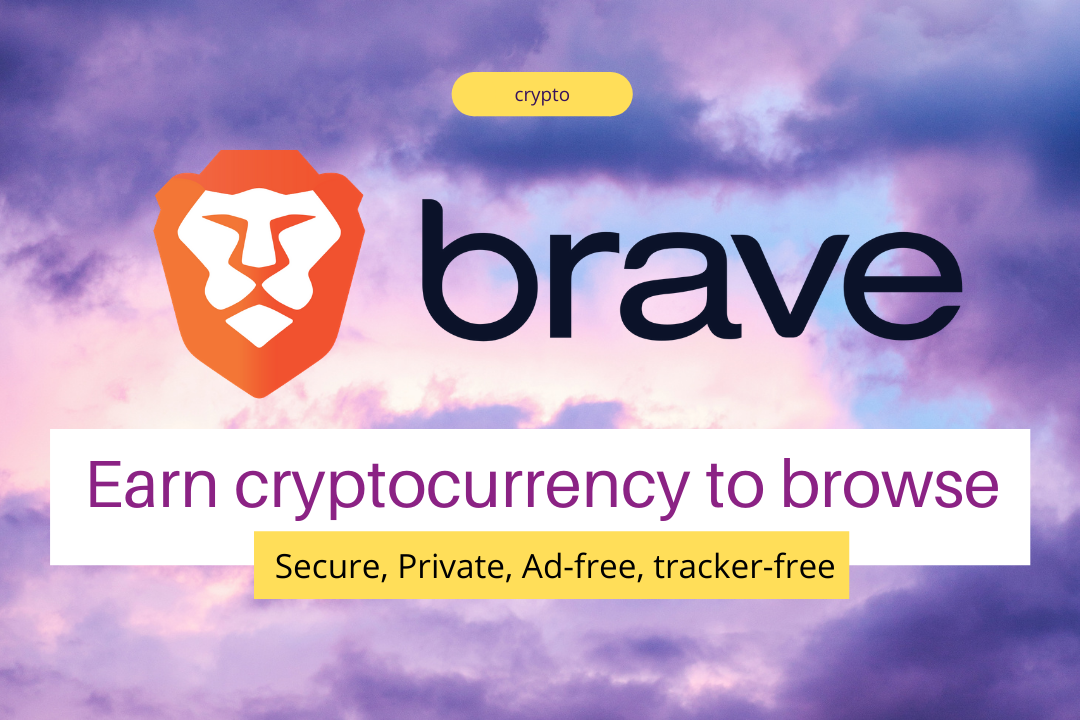 crypto
brave
Earn cryptocurrency to browse
Secure, Private, Ad-free, tracker-free